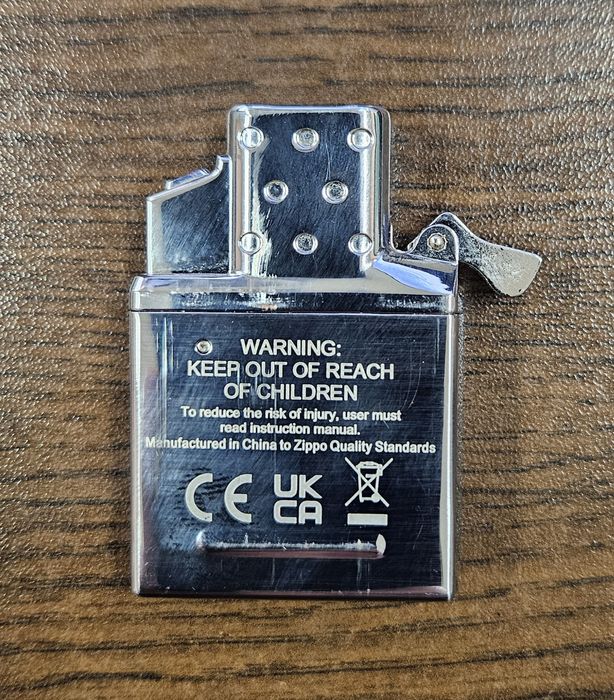 WARNING:
KEEP OUT OF REACH
OF CHILDREN
To reduce the risk of injury, user must
read instruction manual.
Manufactured in China to Zippo Quality Standards
CE UK
CA